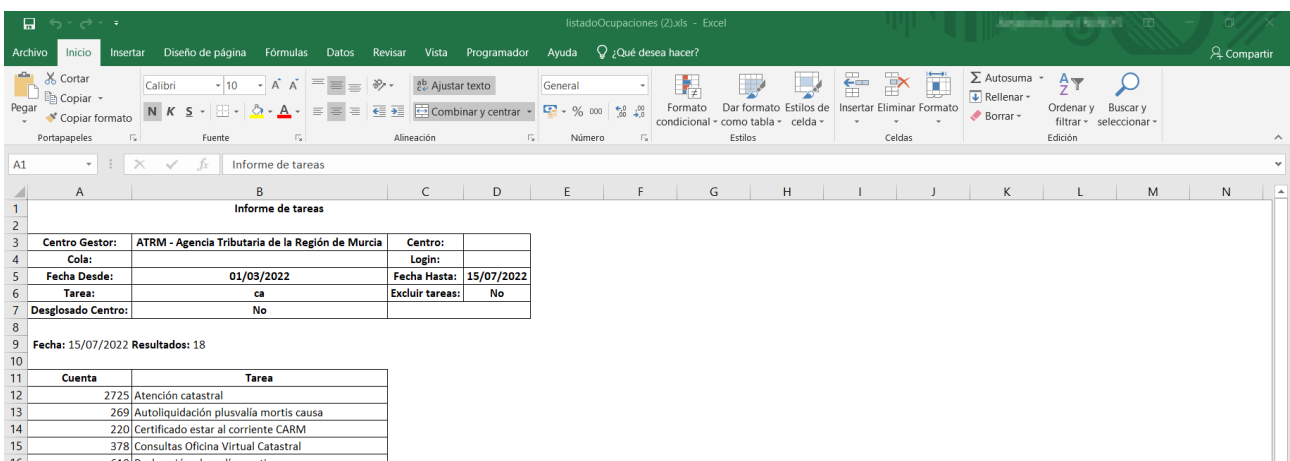 listadoOcupaciones (2).xls - Excel
Archivo Inicio Insertar Diseño de página Fórmulas Datos Revisar Vista Programador Ayuda ¿Qué desea hacer? Compartir
Pegar
Cortar
Copiar
Copiar formato
Portapapeles
Calibri 10
N K S
Fuente
Ajustar texto
Combinar y centrar
Alineación
General
% 000
Número
Formato condicional
Dar formato como tabla
Estilos de celda
Estilos
Insertar Eliminar Formato
Celdas
Autosuma
Rellenar
Borrar
Ordenar y filtrar
Buscar y seleccionar
Edición
A1 fx Informe de tareas
A B C D E F G H I J K L M N
1 Informe de tareas
2
3 Centro Gestor: ATRM - Agencia Tributaria de la Región de Murcia Centro:
4 Cola: Login:
5 Fecha Desde: 01/03/2022 Fecha Hasta: 15/07/2022
6 Tarea: ca Excluir tareas: No
7 Desglosado Centro: No
8
9 Fecha: 15/07/2022 Resultados: 18
10
11 Cuenta Tarea
12 2725 Atención catastral
13 269 Autoliquidación plusvalía mortis causa
14 220 Certificado estar al corriente CARM
15 378 Consultas Oficina Virtual Catastral